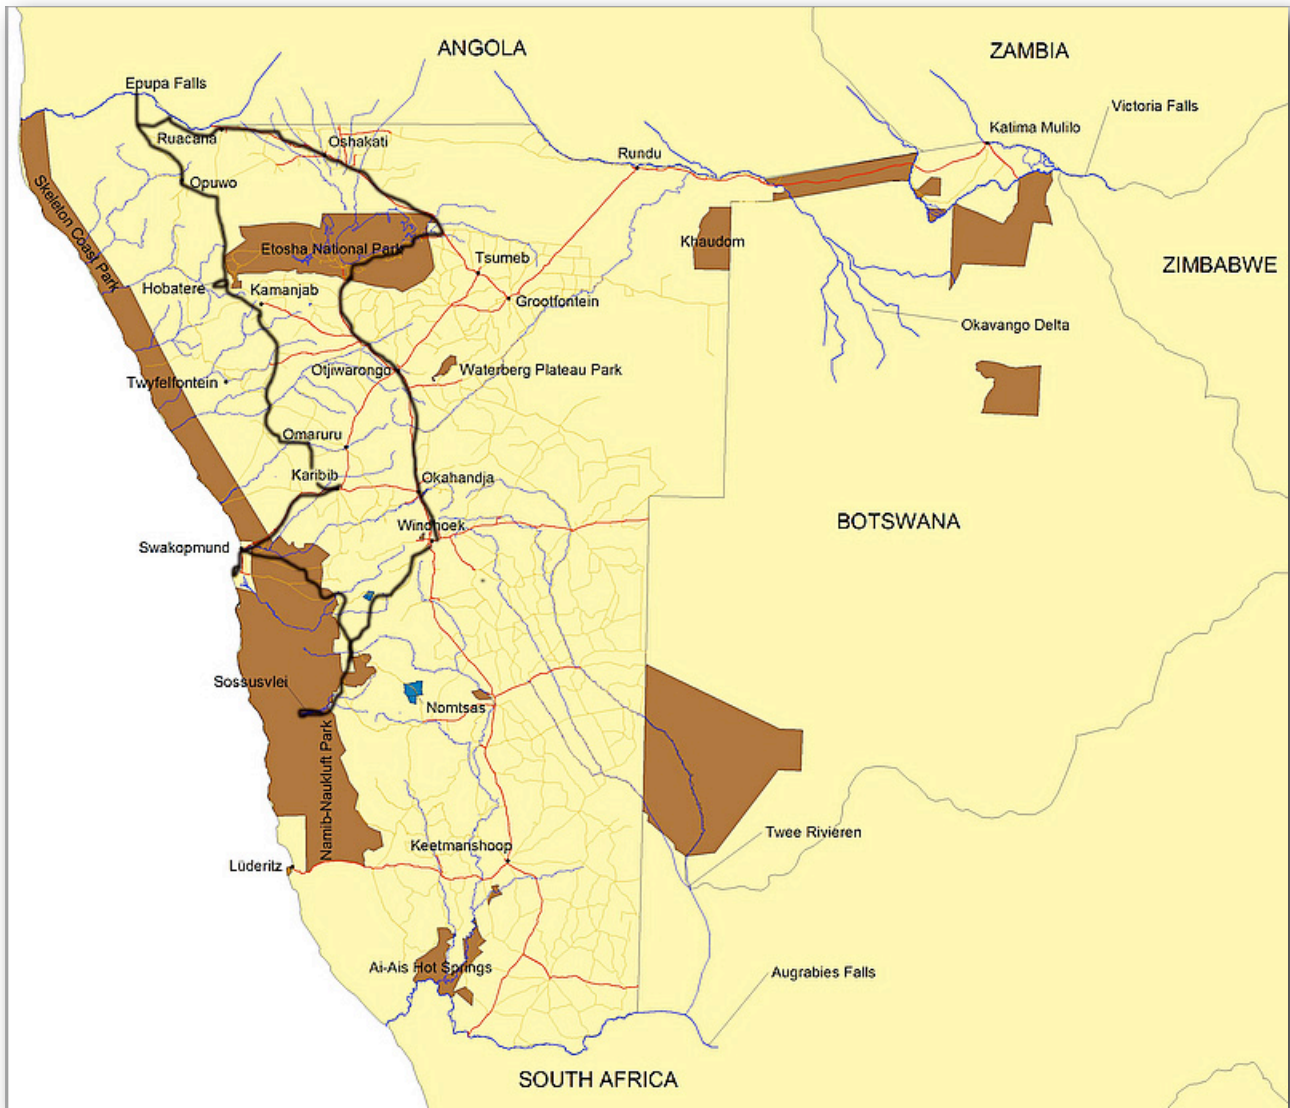 ANGOLA
ZAMBIA
Epupa Falls
Victoria Falls
Katima Mulilo
Ruacana
Oshakati
Rundu
Opuwo
Skeleton Coast Park
Etosha National Park
Khaudom
Tsumeb
ZIMBABWE
Hobatere
Kamanjab
Grootfontein
Okavango Delta
Otjiwarongo
Waterberg Plateau Park
Twyfelfontein
Omaruru
Karibib
Okahandja
BOTSWANA
Windhoek
Swakopmund
Sossusvlei
Nomtsas
Namib-Naukluft Park
Twee Rivieren
Keetmanshoop
Lüderitz
Ai-Ais Hot Springs
Augrabies Falls
SOUTH AFRICA